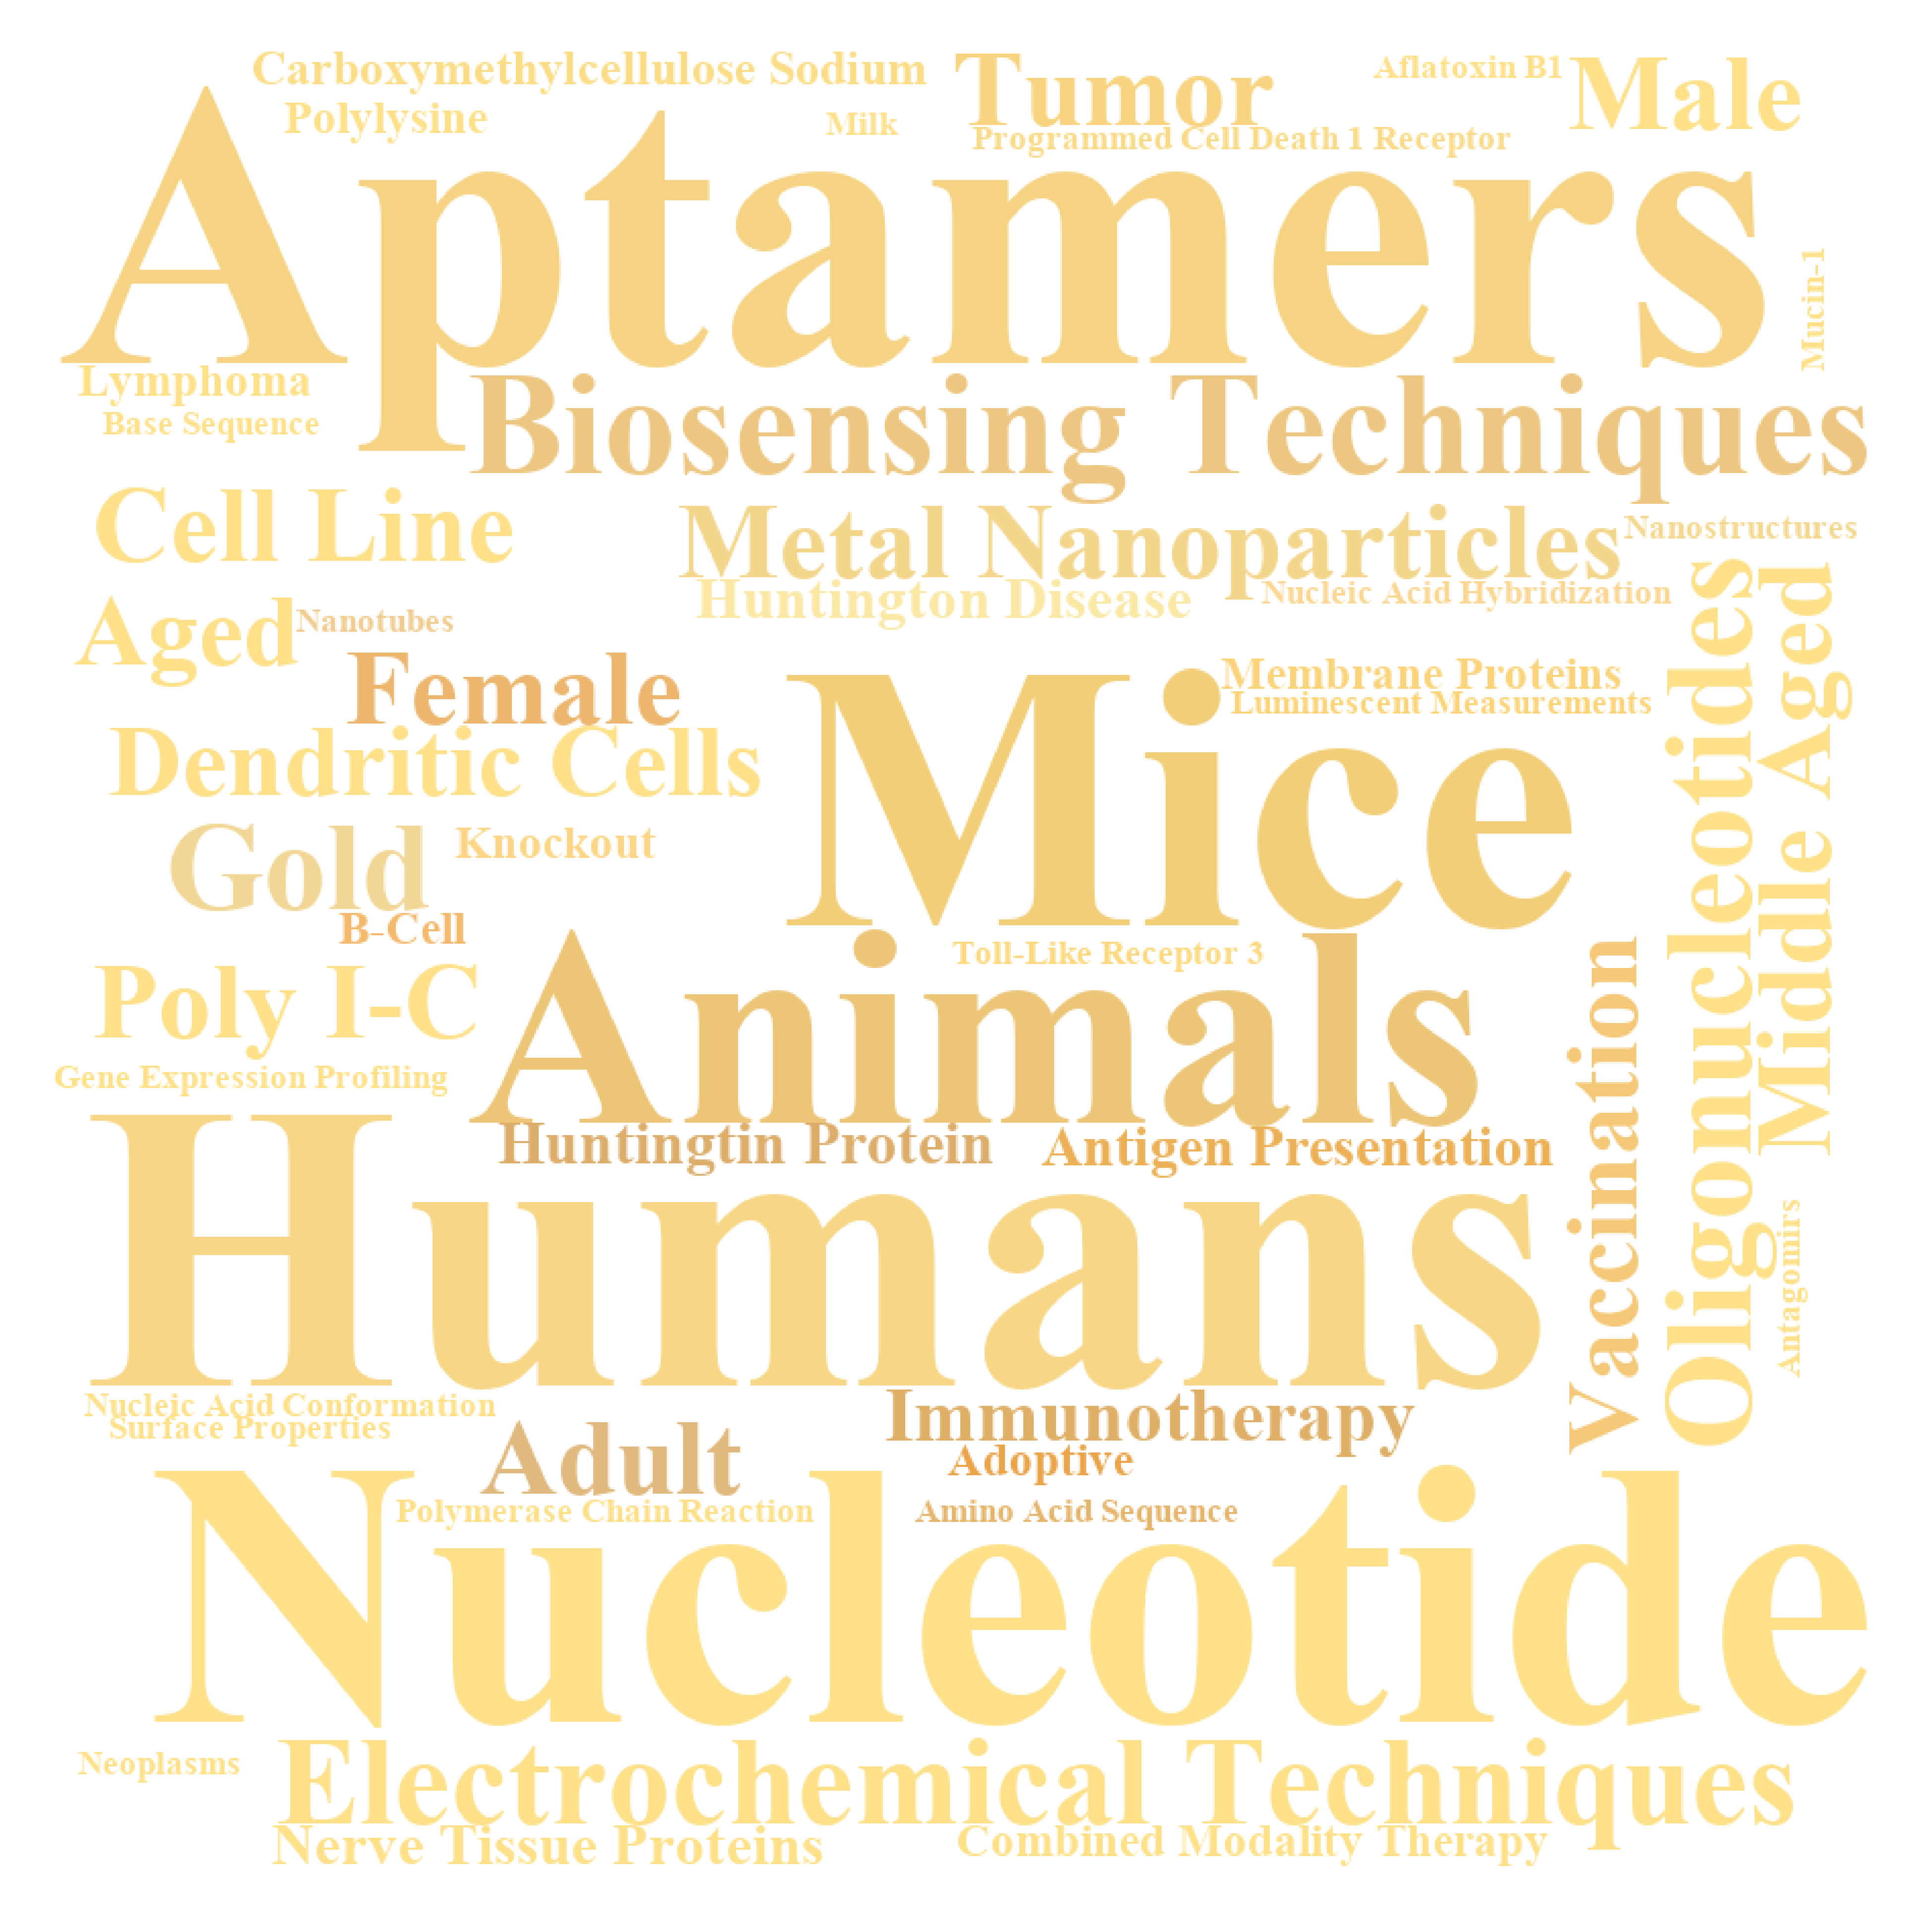 Carboxymethylcellulose Sodium
Tumor
Aflatoxin B1
Male
Polylysine
Milk
Programmed Cell Death 1 Receptor
Aptamers
Mucin-1
Lymphoma
Base Sequence
Biosensing Techniques
Cell Line
Metal Nanoparticles
Nanostructures
Huntington Disease
Nucleic Acid Hybridization
Aged
Nanotubes
Female
Mice
Membrane Proteins
Luminescent Measurements
Oligonucleotides
Middle Aged
Dendritic Cells
Gold
Knockout
B-Cell
Toll-Like Receptor 3
Poly I-C
Animals
Vaccination
Gene Expression Profiling
Huntingtin Protein
Antigen Presentation
Humans
Antagomirs
Nucleic Acid Conformation
Surface Properties
Adult
Immunotherapy
Adoptive
Polymerase Chain Reaction
Amino Acid Sequence
Nucleotide
Neoplasms
Electrochemical Techniques
Nerve Tissue Proteins
Combined Modality Therapy